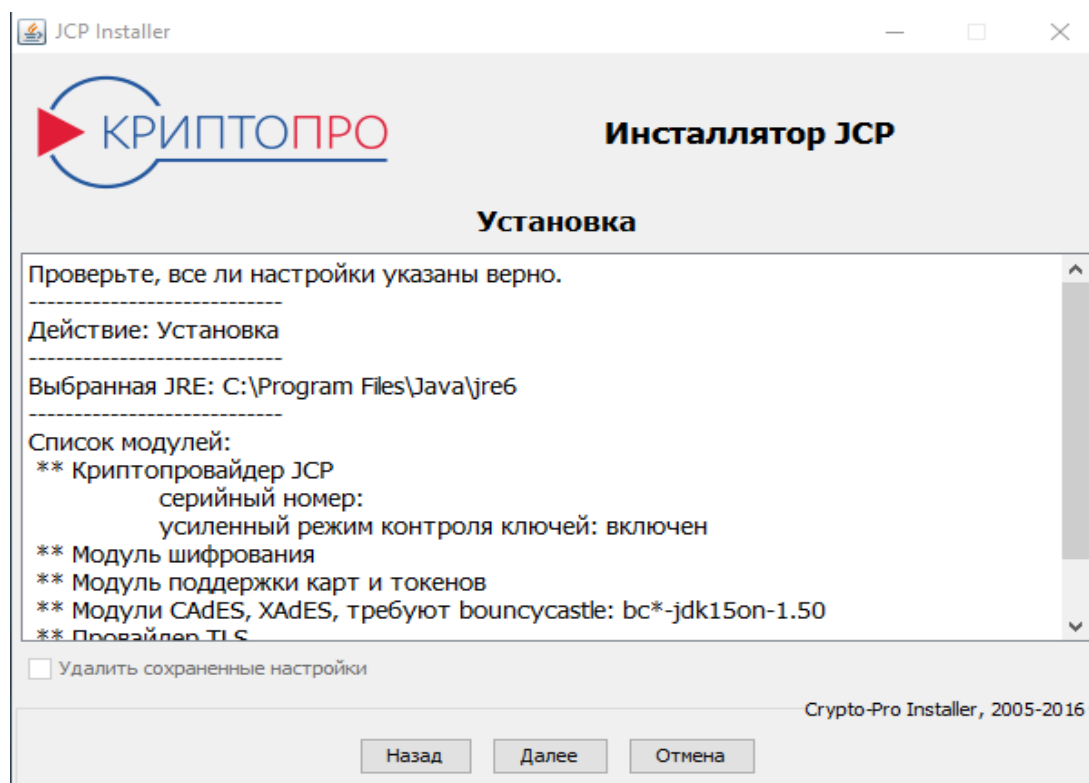 JCP Installer
КРИПТОПРО
Инсталлятор JCP
Установка
Проверьте, все ли настройки указаны верно.
----------------------------
Действие: Установка
----------------------------
Выбранная JRE: C:\Program Files\Java\jre6
----------------------------
Список модулей:
** Криптопровайдер JCP
серийный номер:
усиленный режим контроля ключей: включен
** Модуль шифрования
** Модуль поддержки карт и токенов
** Модули CAdES, XAdES, требуют bouncycastle: bc*-jdk15on-1.50
** Провайдер TLS
Удалить сохраненные настройки
Crypto-Pro Installer, 2005-2016
Назад Далее Отмена